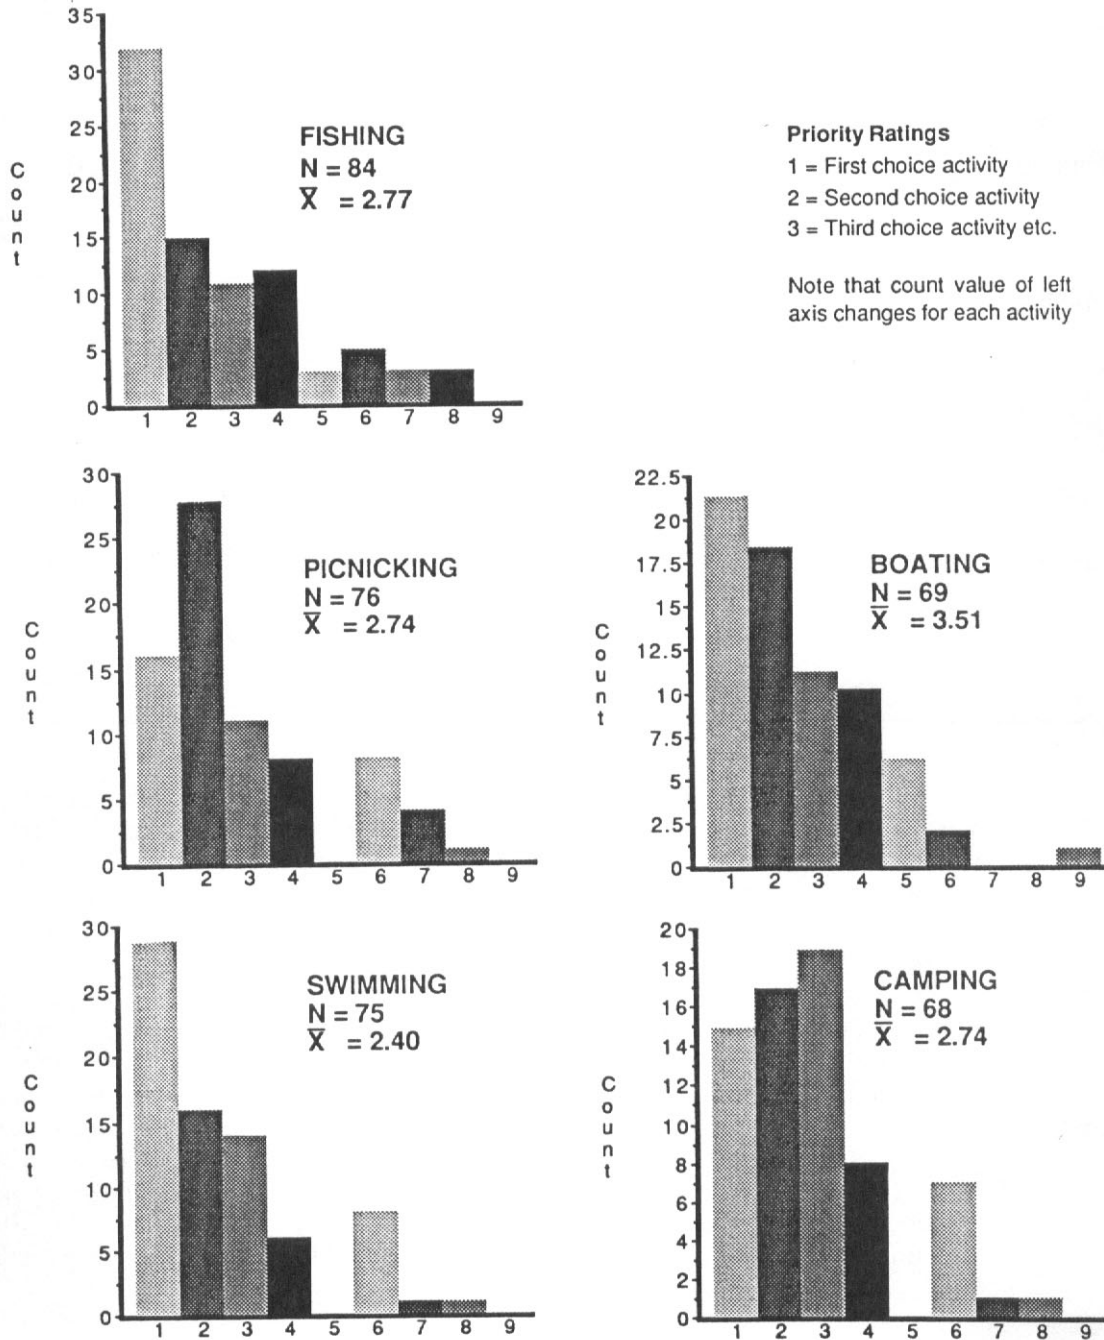 35
30
25
20
15
10
5
0
Count
FISHING
N = 84
X̅ = 2.77
1 2 3 4 5 6 7 8 9
Priority Ratings
1 = First choice activity
2 = Second choice activity
3 = Third choice activity etc.
Note that count value of left
axis changes for each activity
30
25
20
15
10
5
0
Count
PICNICKING
N = 76
X̅ = 2.74
1 2 3 4 5 6 7 8 9
22.5
20
17.5
15
12.5
10
7.5
5
2.5
0
Count
BOATING
N = 69
X̅ = 3.51
1 2 3 4 5 6 7 8 9
30
25
20
15
10
5
0
Count
SWIMMING
N = 75
X̅ = 2.40
1 2 3 4 5 6 7 8 9
20
18
16
14
12
10
8
6
4
2
0
Count
CAMPING
N = 68
X̅ = 2.74
1 2 3 4 5 6 7 8 9